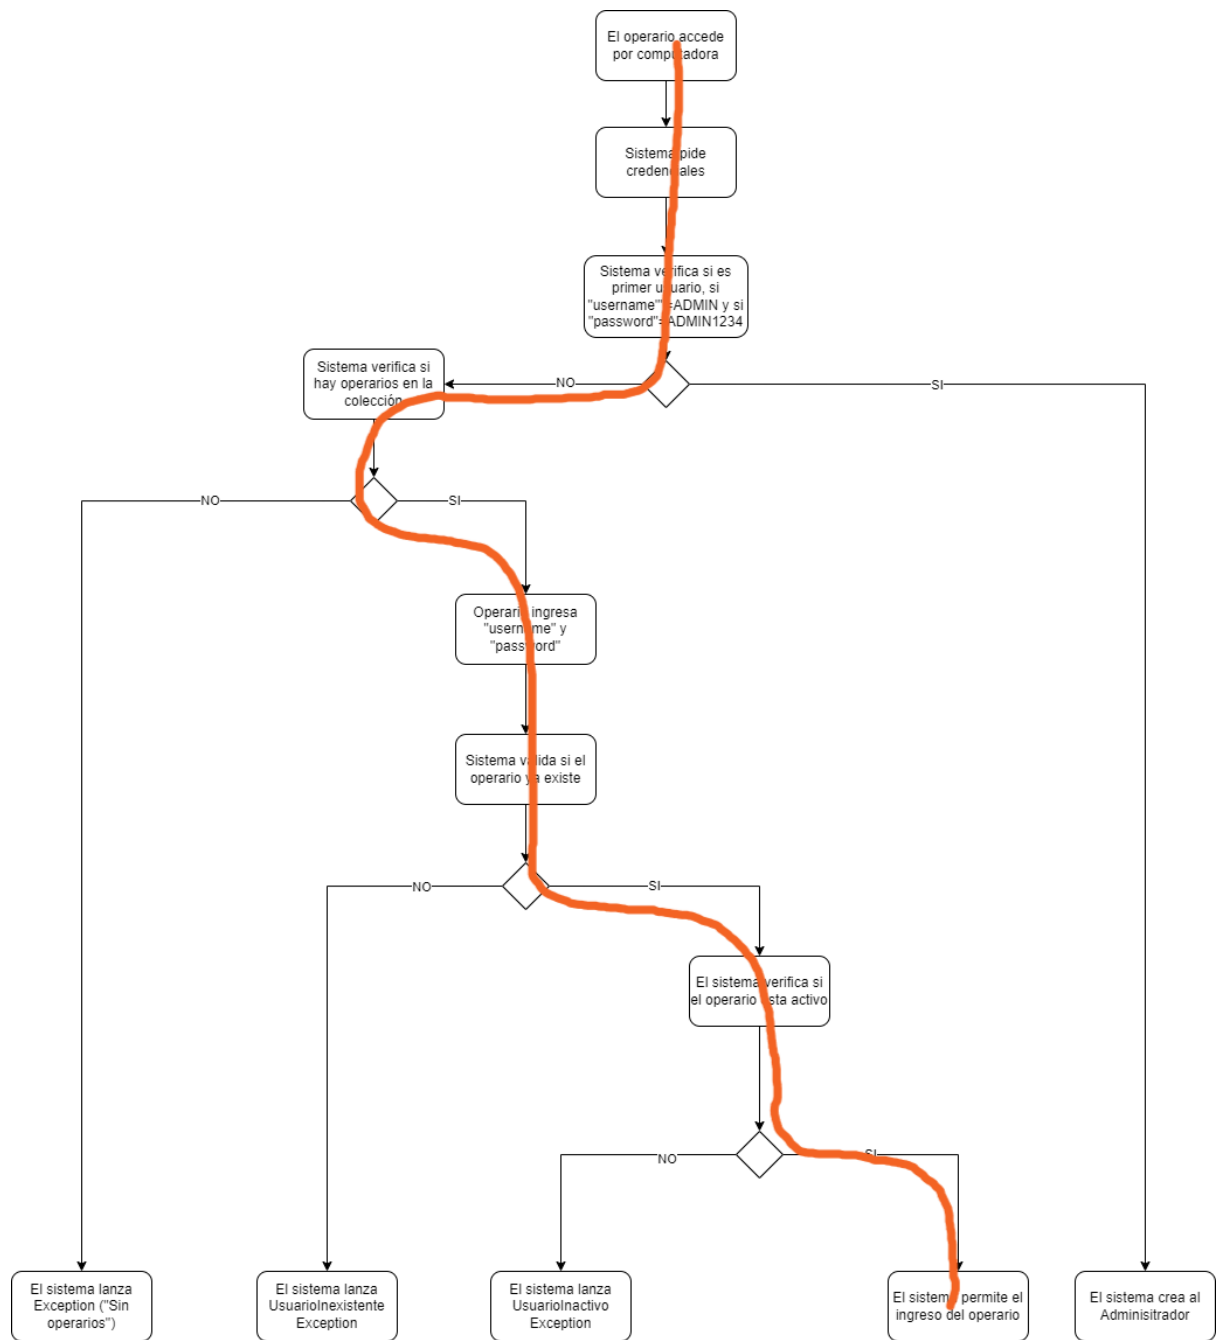 El operario accede
por computadora
Sistema pide
credenciales
Sistema verifica si es
primer usuario, si
"username"=ADMIN y si
"password"=ADMIN1234
Sistema verifica si
hay operarios en la
colección
NO
SI
NO
SI
Operario ingresa
"username" y
"password"
Sistema valida si el
operario ya existe
NO
SI
El sistema verifica si
el operario esta activo
NO
SI
El sistema lanza
Exception ("Sin
operarios")
El sistema lanza
UsuarioInexistente
Exception
El sistema lanza
UsuarioInactivo
Exception
El sistema permite el
ingreso del operario
El sistema crea al
Adminisitrador